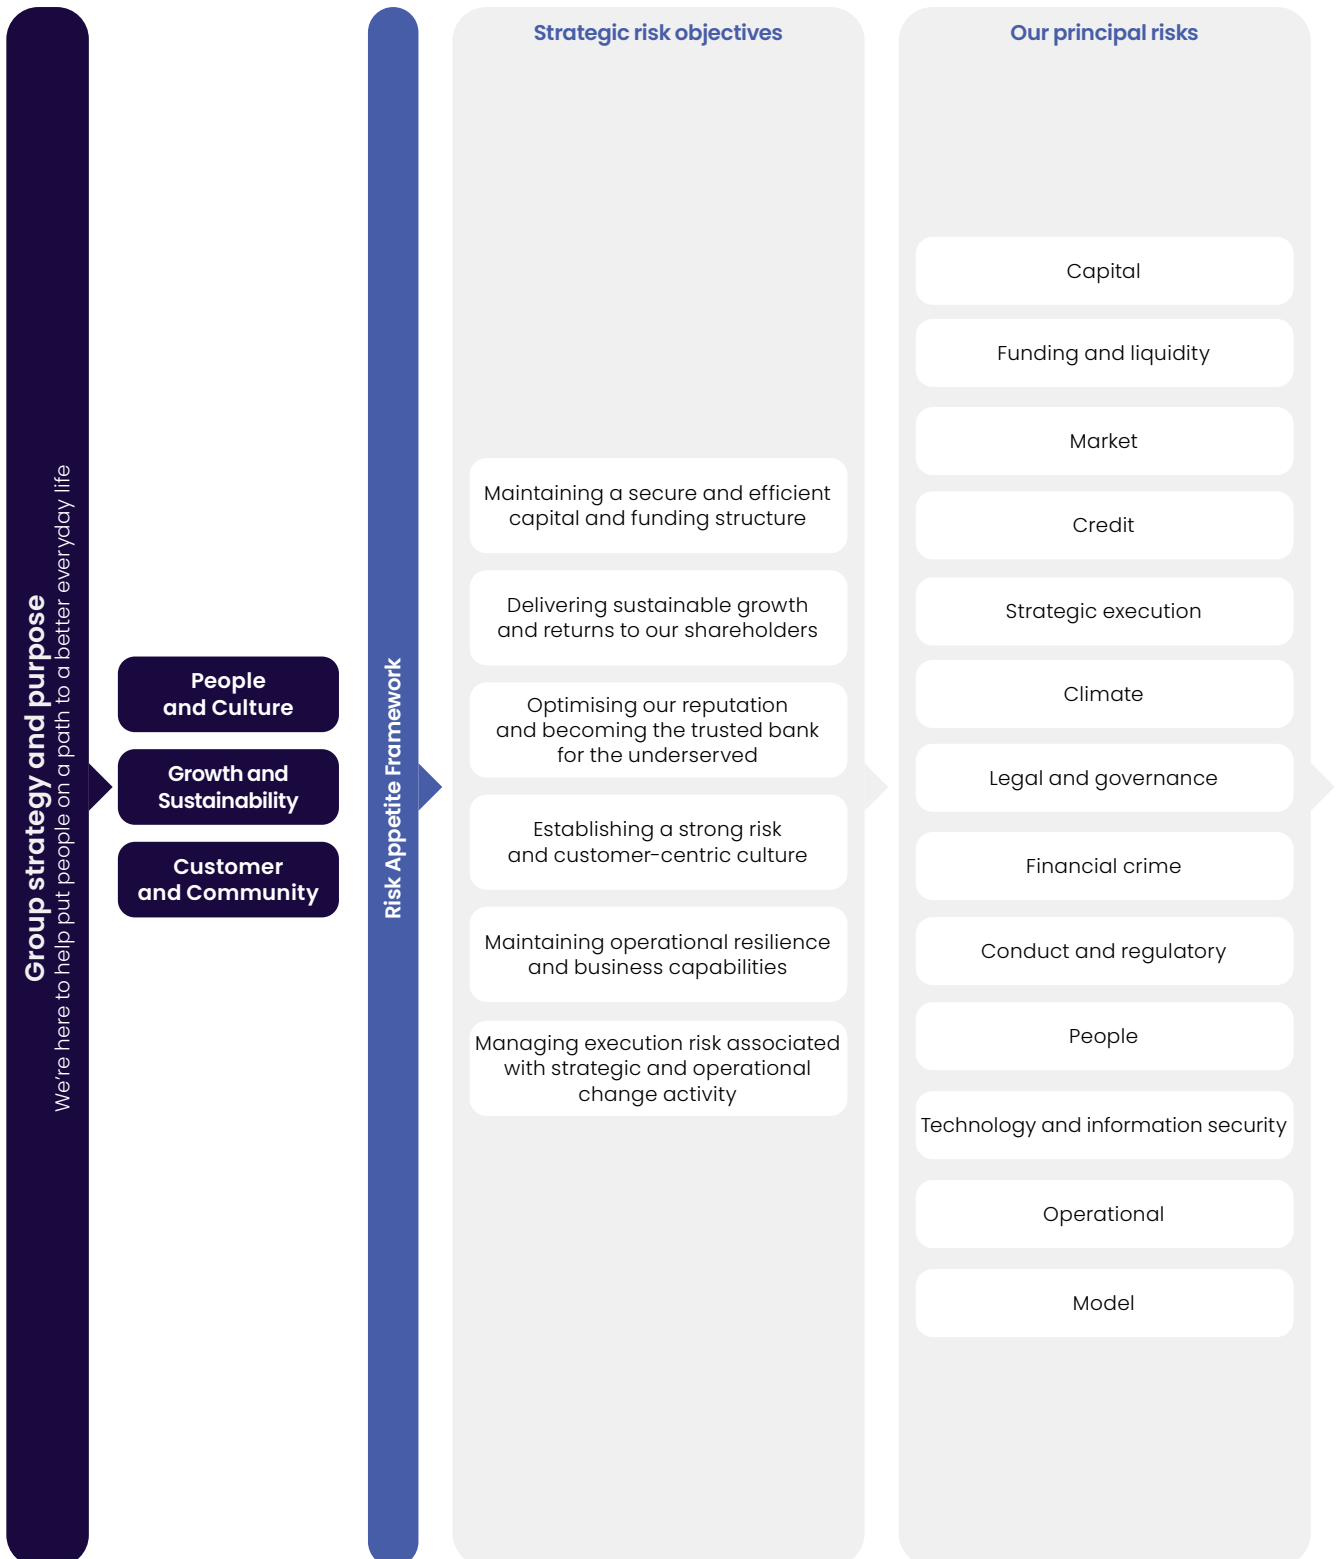 Group strategy and purpose
We’re here to help put people on a path to a better everyday life
People
and Culture
Growth and
Sustainability
Customer
and Community
Risk Appetite Framework
Strategic risk objectives
Maintaining a secure and efficient
capital and funding structure
Delivering sustainable growth
and returns to our shareholders
Optimising our reputation
and becoming the trusted bank
for the underserved
Establishing a strong risk
and customer-centric culture
Maintaining operational resilience
and business capabilities
Managing execution risk associated
with strategic and operational
change activity
Our principal risks
Capital
Funding and liquidity
Market
Credit
Strategic execution
Climate
Legal and governance
Financial crime
Conduct and regulatory
People
Technology and information security
Operational
Model